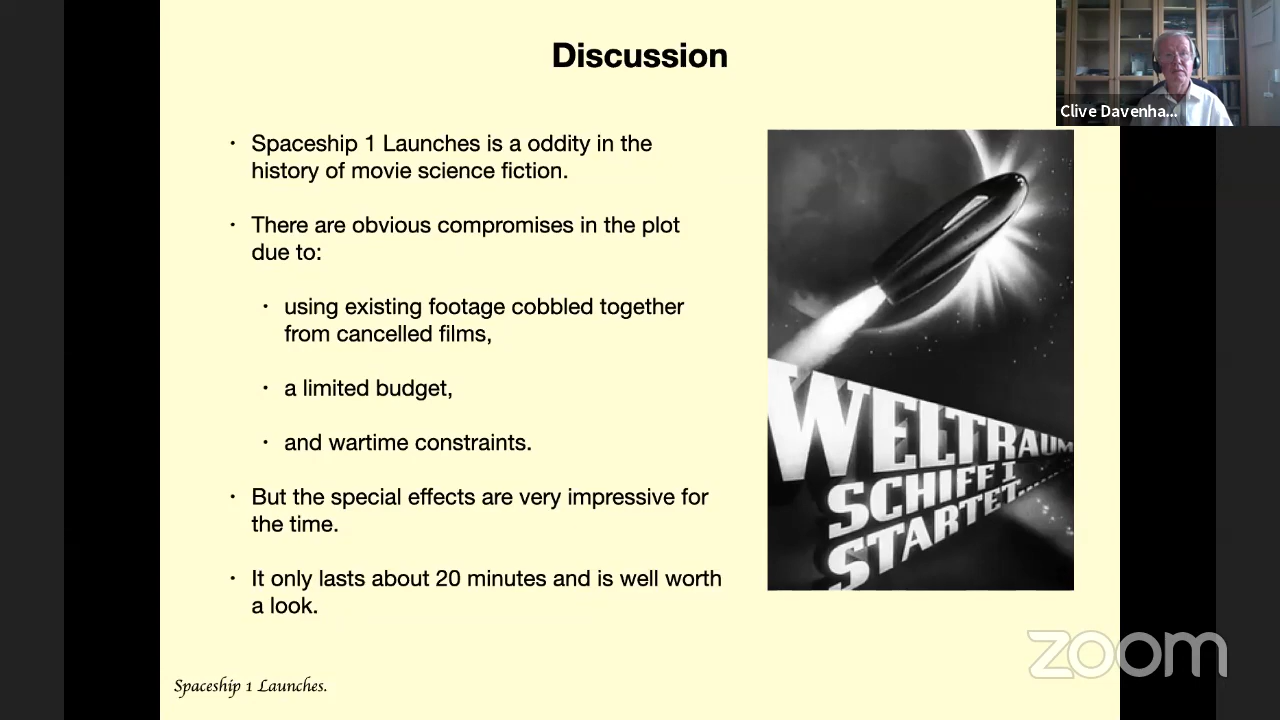 Discussion
Clive Davenha...
• Spaceship 1 Launches is a oddity in the
history of movie science fiction.
• There are obvious compromises in the plot
due to:
• using existing footage cobbled together
from cancelled films,
• a limited budget,
• and wartime constraints.
• But the special effects are very impressive for
the time.
• It only lasts about 20 minutes and is well worth
a look.
WELTRAUM
SCHIFF I
STARTET......
zoom
Spaceship 1 Launches.